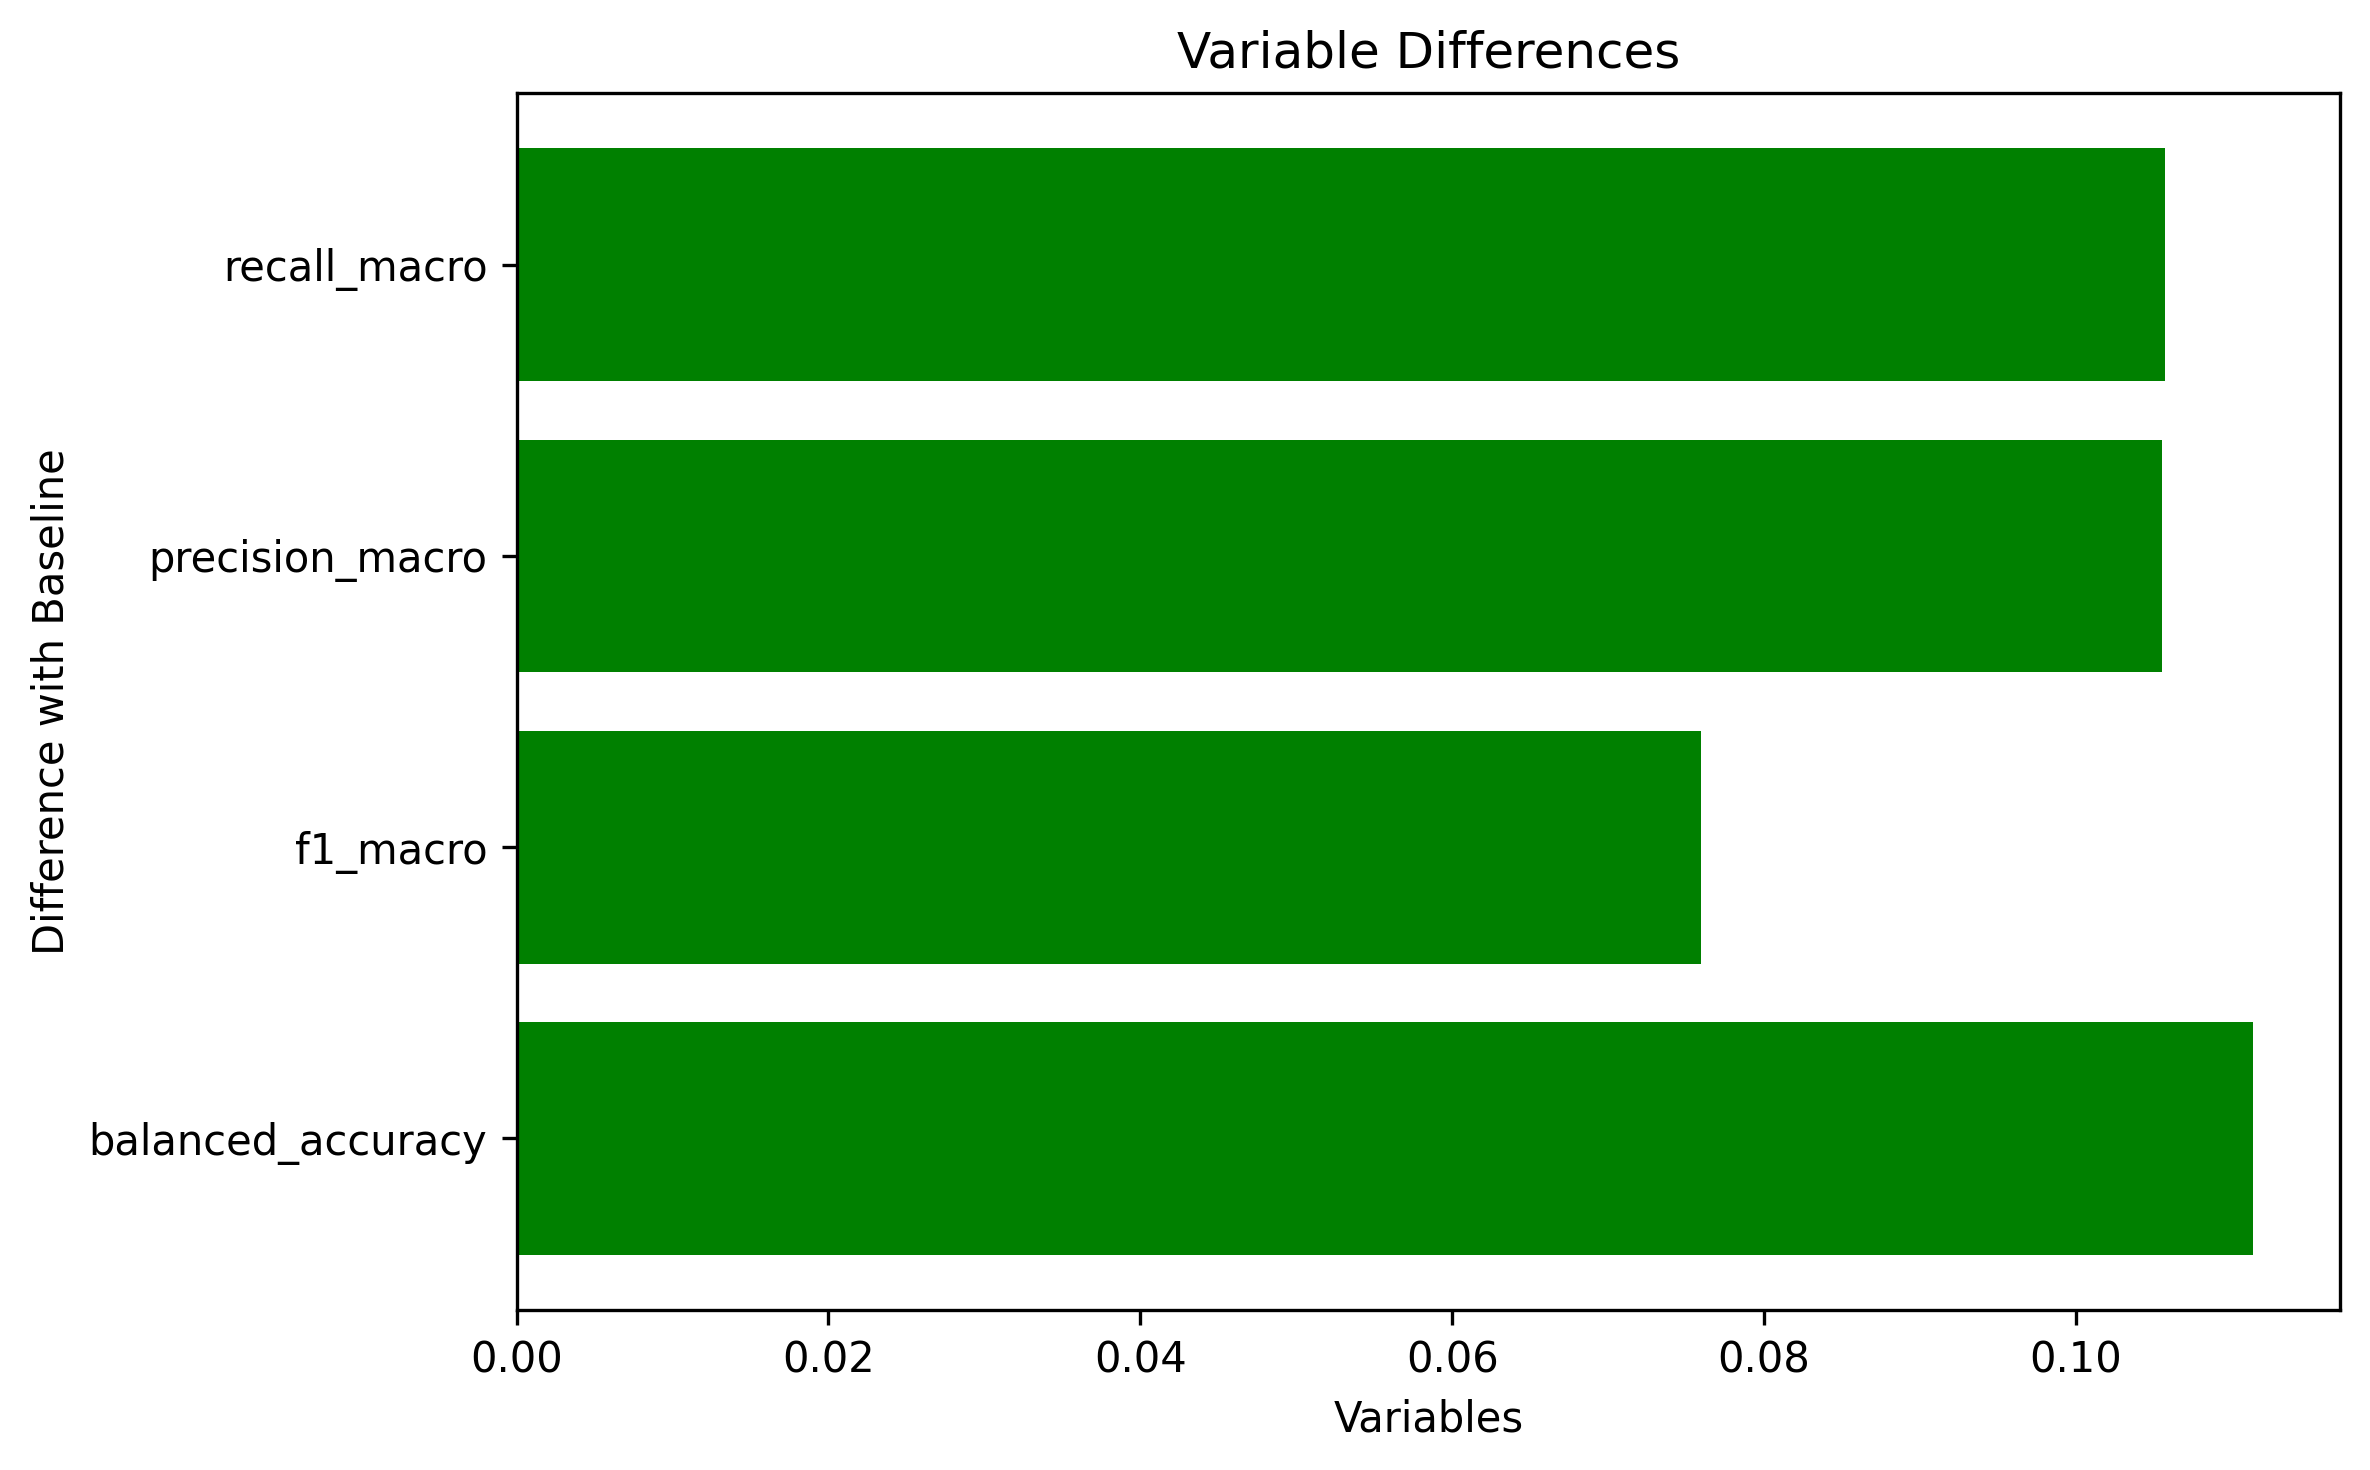 Variable Differences
Difference with Baseline
recall_macro
precision_macro
f1_macro
balanced_accuracy
0.00 0.02 0.04 0.06 0.08 0.10
Variables